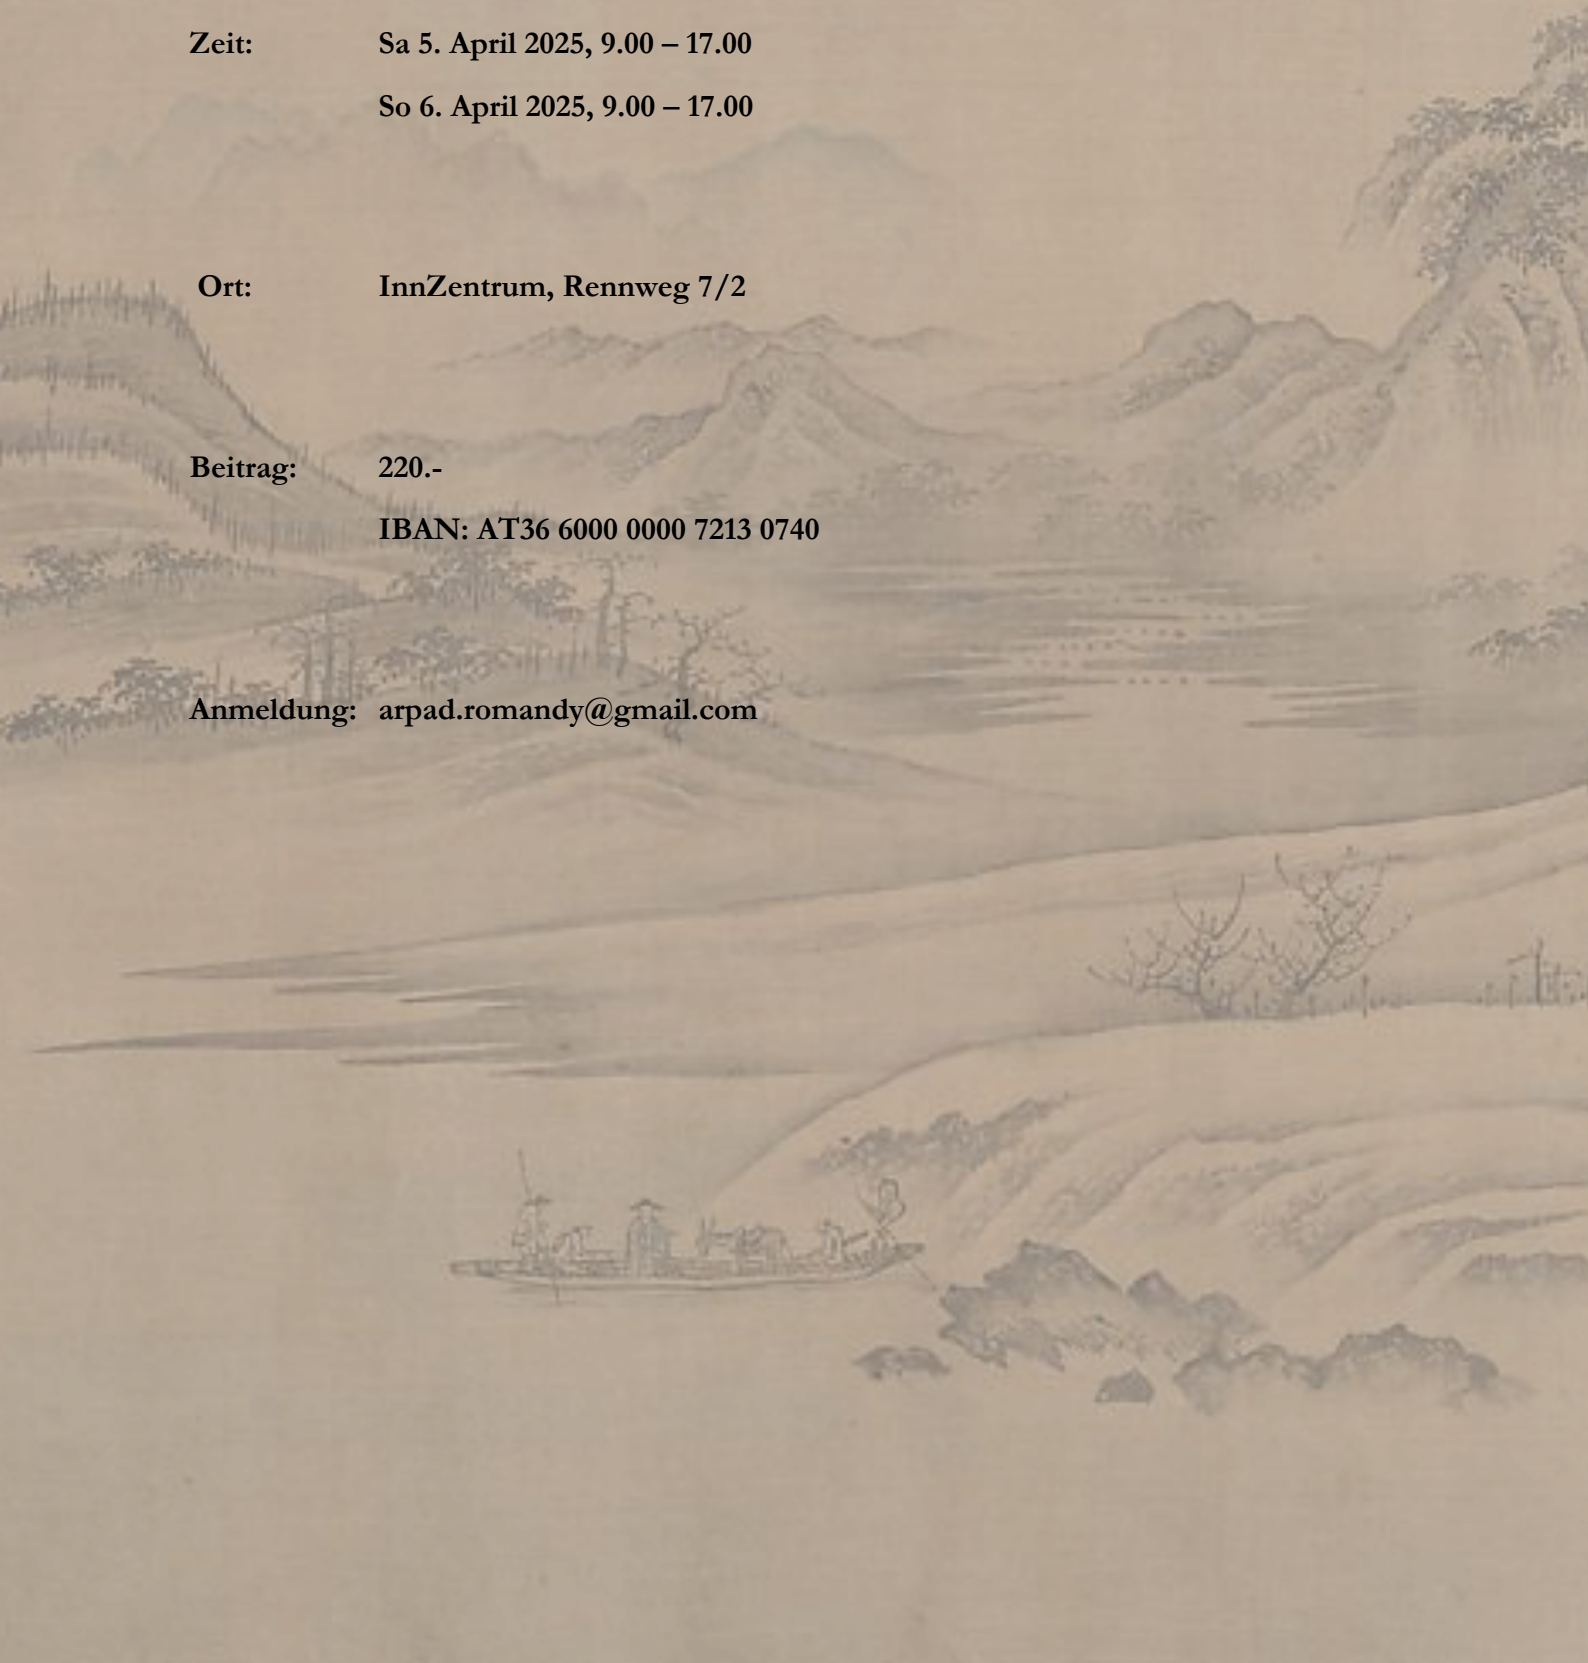 Zeit: Sa 5. April 2025, 9.00 – 17.00
So 6. April 2025, 9.00 – 17.00
Ort: InnZentrum, Rennweg 7/2
Beitrag: 220.-
IBAN: AT36 6000 0000 7213 0740
Anmeldung: arpad.romandy@gmail.com